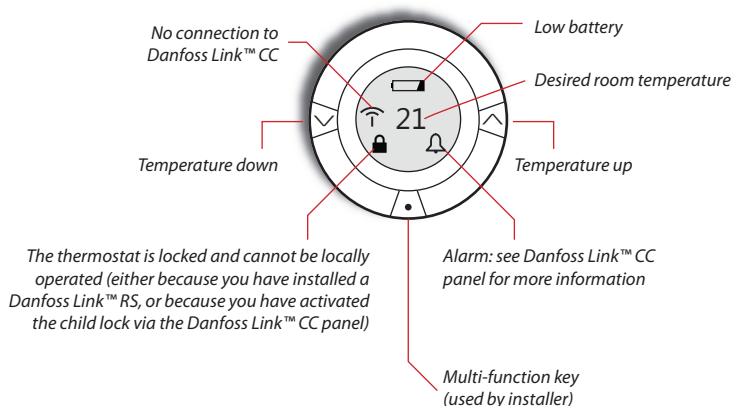 No connection to
Danfoss Link™ CC
Low battery
Desired room temperature
21
Temperature down
Temperature up
The thermostat is locked and cannot be locally
operated (either because you have installed a
Danfoss Link™ RS, or because you have activated
the child lock via the Danfoss Link™ CC panel)
Alarm: see Danfoss Link™ CC
panel for more information
Multi-function key
(used by installer)